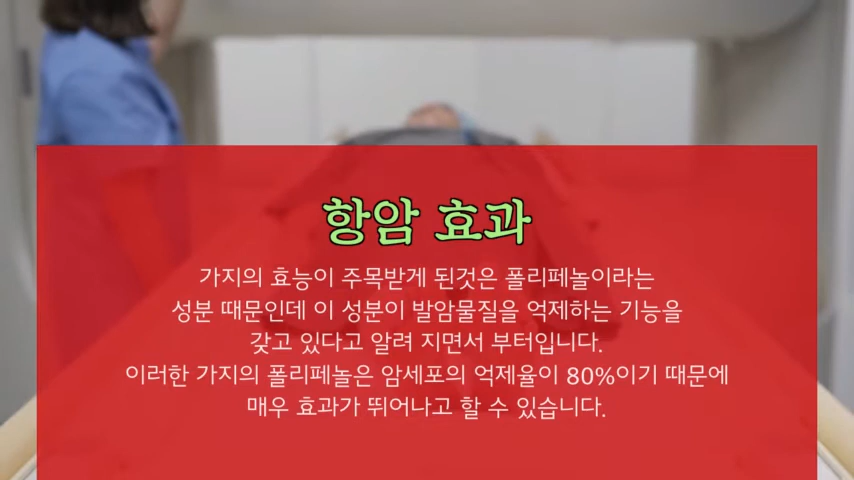 항암 효과
가지의 효능이 주목받게 된것은 폴리페놀이라는
성분 때문인데 이 성분이 발암물질을 억제하는 기능을
갖고 있다고 알려 지면서 부터입니다.
이러한 가지의 폴리페놀은 암세포의 억제율이 80%이기 때문에
매우 효과가 뛰어나고 할 수 있습니다.